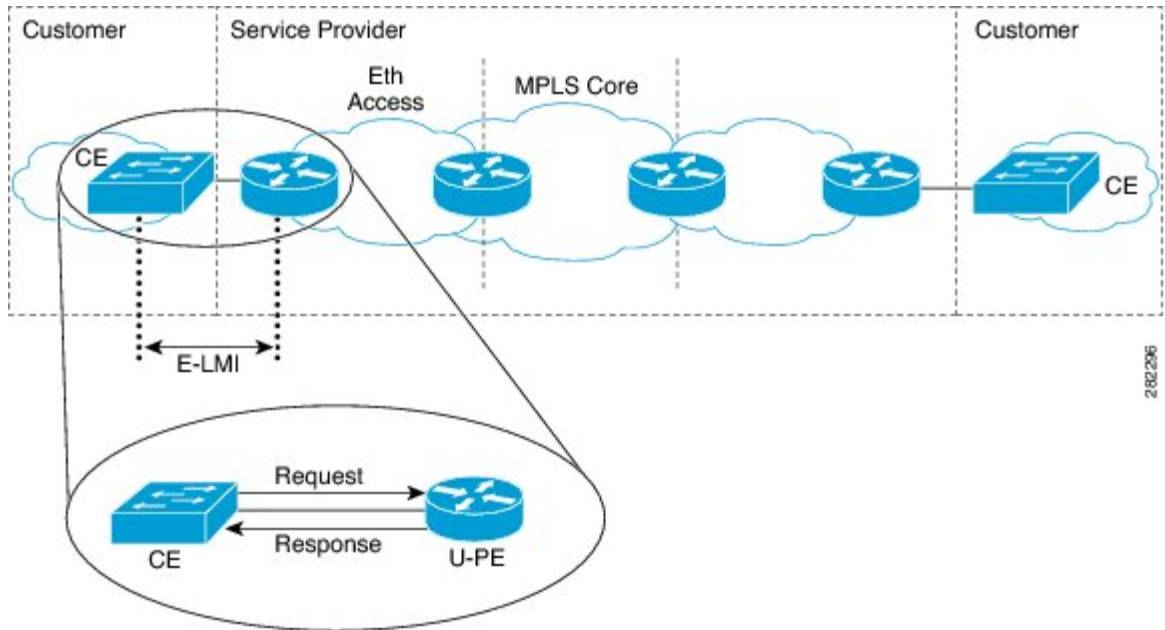 Customer
Service Provider
Customer
Eth
Access
MPLS Core
CE
CE
E-LMI
282296
Request
Response
CE
U-PE